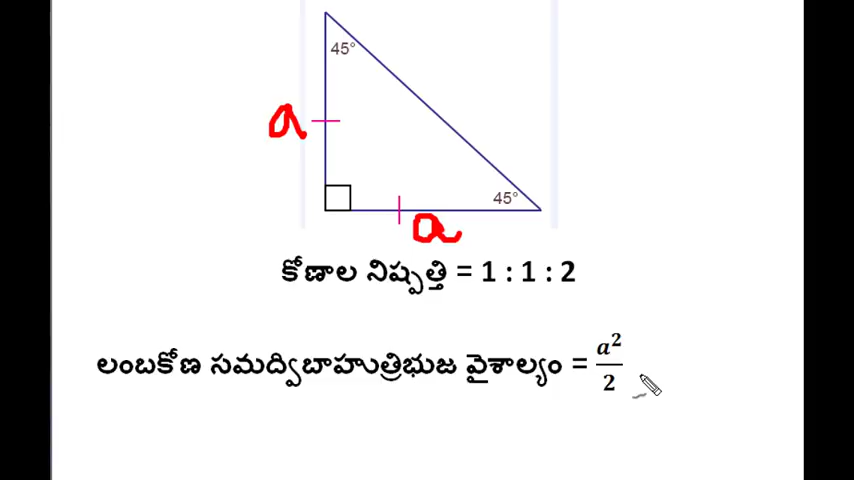 45°
a
45°
a
కోణాల నిష్పత్తి = 1 : 1 : 2
లంబకోణ సమద్విబాహుత్రిభుజ వైశాల్యం = a²/2